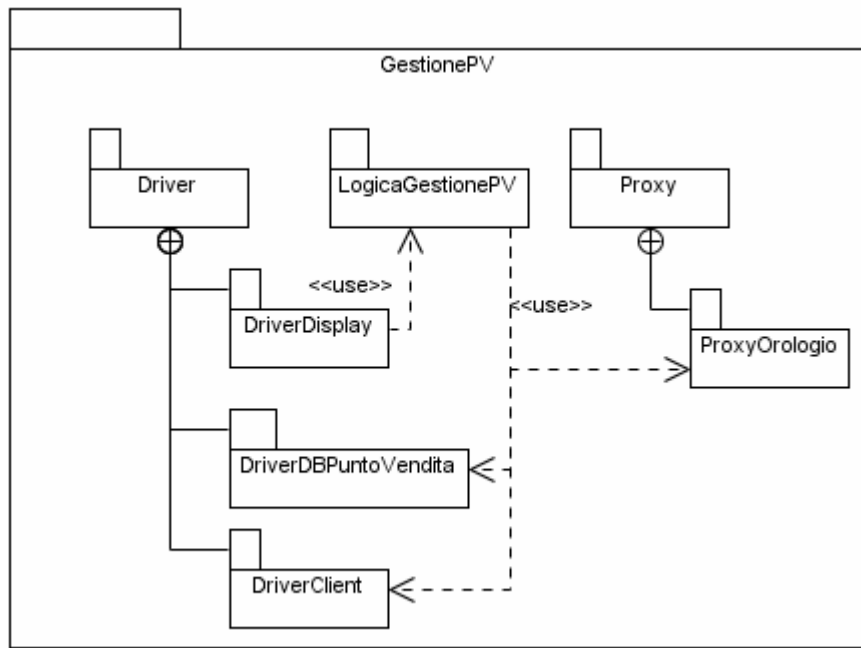 GestionePV
Driver
LogicaGestionePV
Proxy
<<use>>
<<use>>
DriverDisplay
ProxyOrologio
DriverDBPuntoVendita
DriverClient